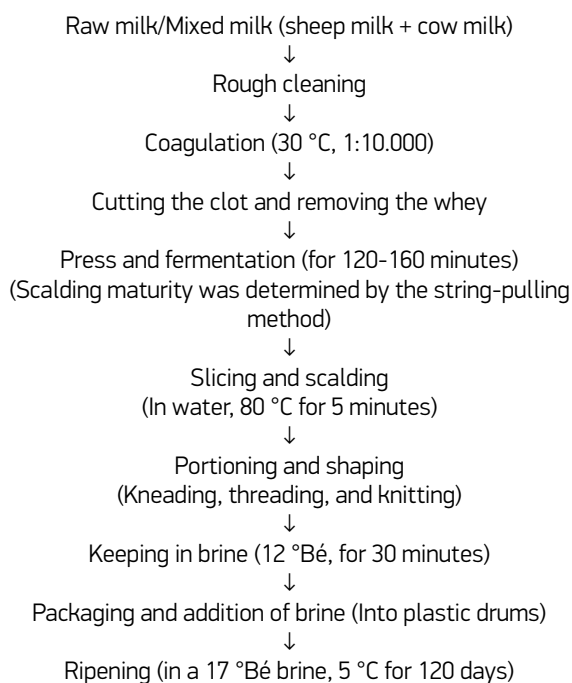 Raw milk/Mixed milk (sheep milk + cow milk)
↓
Rough cleaning
↓
Coagulation (30 °C, 1:10.000)
↓
Cutting the clot and removing the whey
↓
Press and fermentation (for 120-160 minutes)
(Scalding maturity was determined by the string-pulling
method)
↓
Slicing and scalding
(In water, 80 °C for 5 minutes)
↓
Portioning and shaping
(Kneading, threading, and knitting)
↓
Keeping in brine (12 °Bé, for 30 minutes)
↓
Packaging and addition of brine (Into plastic drums)
↓
Ripening (in a 17 °Bé brine, 5 °C for 120 days)